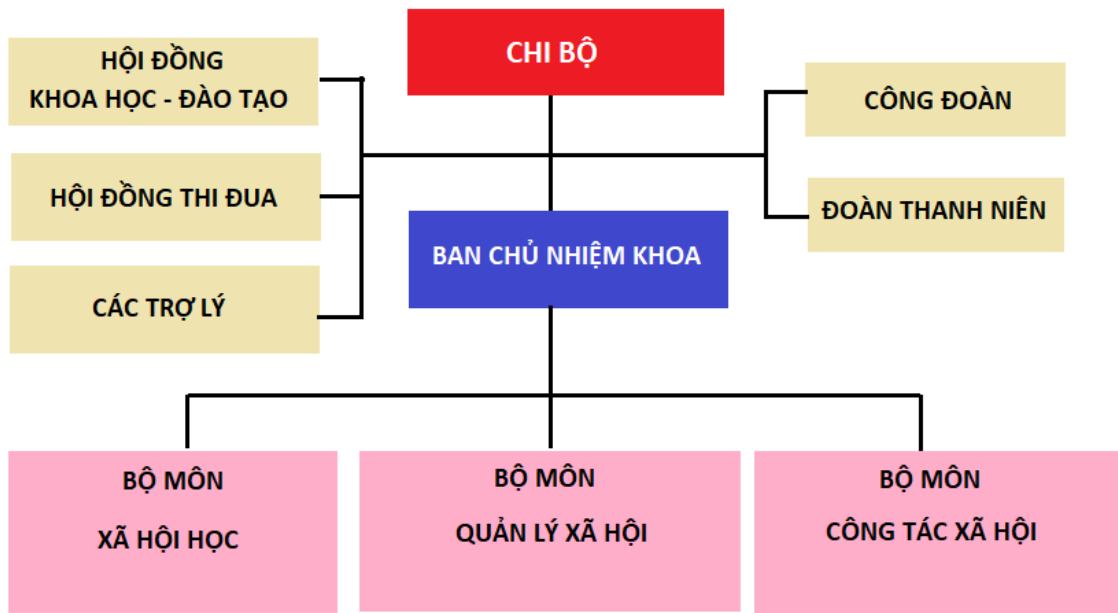 CHI BỘ
HỘI ĐỒNG
KHOA HỌC - ĐÀO TẠO
HỘI ĐỒNG THI ĐUA
CÁC TRỢ LÝ
CÔNG ĐOÀN
ĐOÀN THANH NIÊN
BAN CHỦ NHIỆM KHOA
BỘ MÔN
XÃ HỘI HỌC
BỘ MÔN
QUẢN LÝ XÃ HỘI
BỘ MÔN
CÔNG TÁC XÃ HỘI